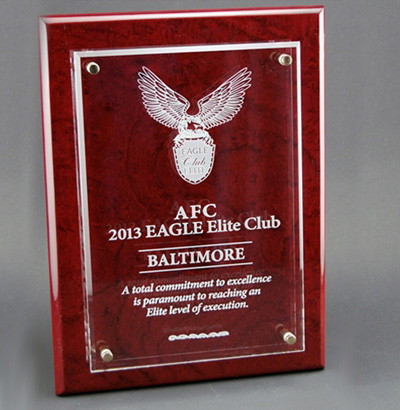 EAGLE
Club
ELITE
AFC
2013 EAGLE Elite Club
BALTIMORE
A total commitment to excellence
is paramount to reaching an
Elite level of execution.